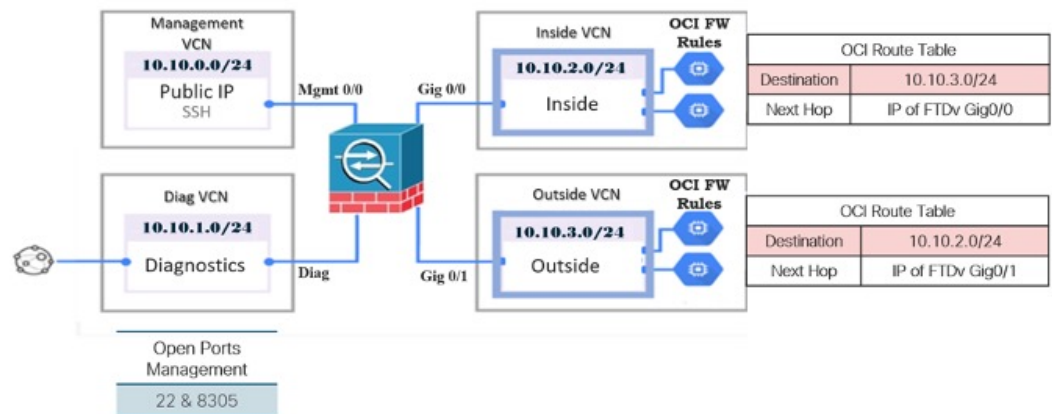 Management
VCN
10.10.0.0/24
Public IP
SSH
Mgmt 0/0
Gig 0/0
Inside VCN
10.10.2.0/24
Inside
OCI FW
Rules
OCI Route Table
Destination 10.10.3.0/24
Next Hop IP of FTDv Gig0/0
Diag VCN
10.10.1.0/24
Diagnostics
Diag
Gig 0/1
Outside VCN
10.10.3.0/24
Outside
OCI FW
Rules
OCI Route Table
Destination 10.10.2.0/24
Next Hop IP of FTDv Gig0/1
Open Ports
Management
22 & 8305